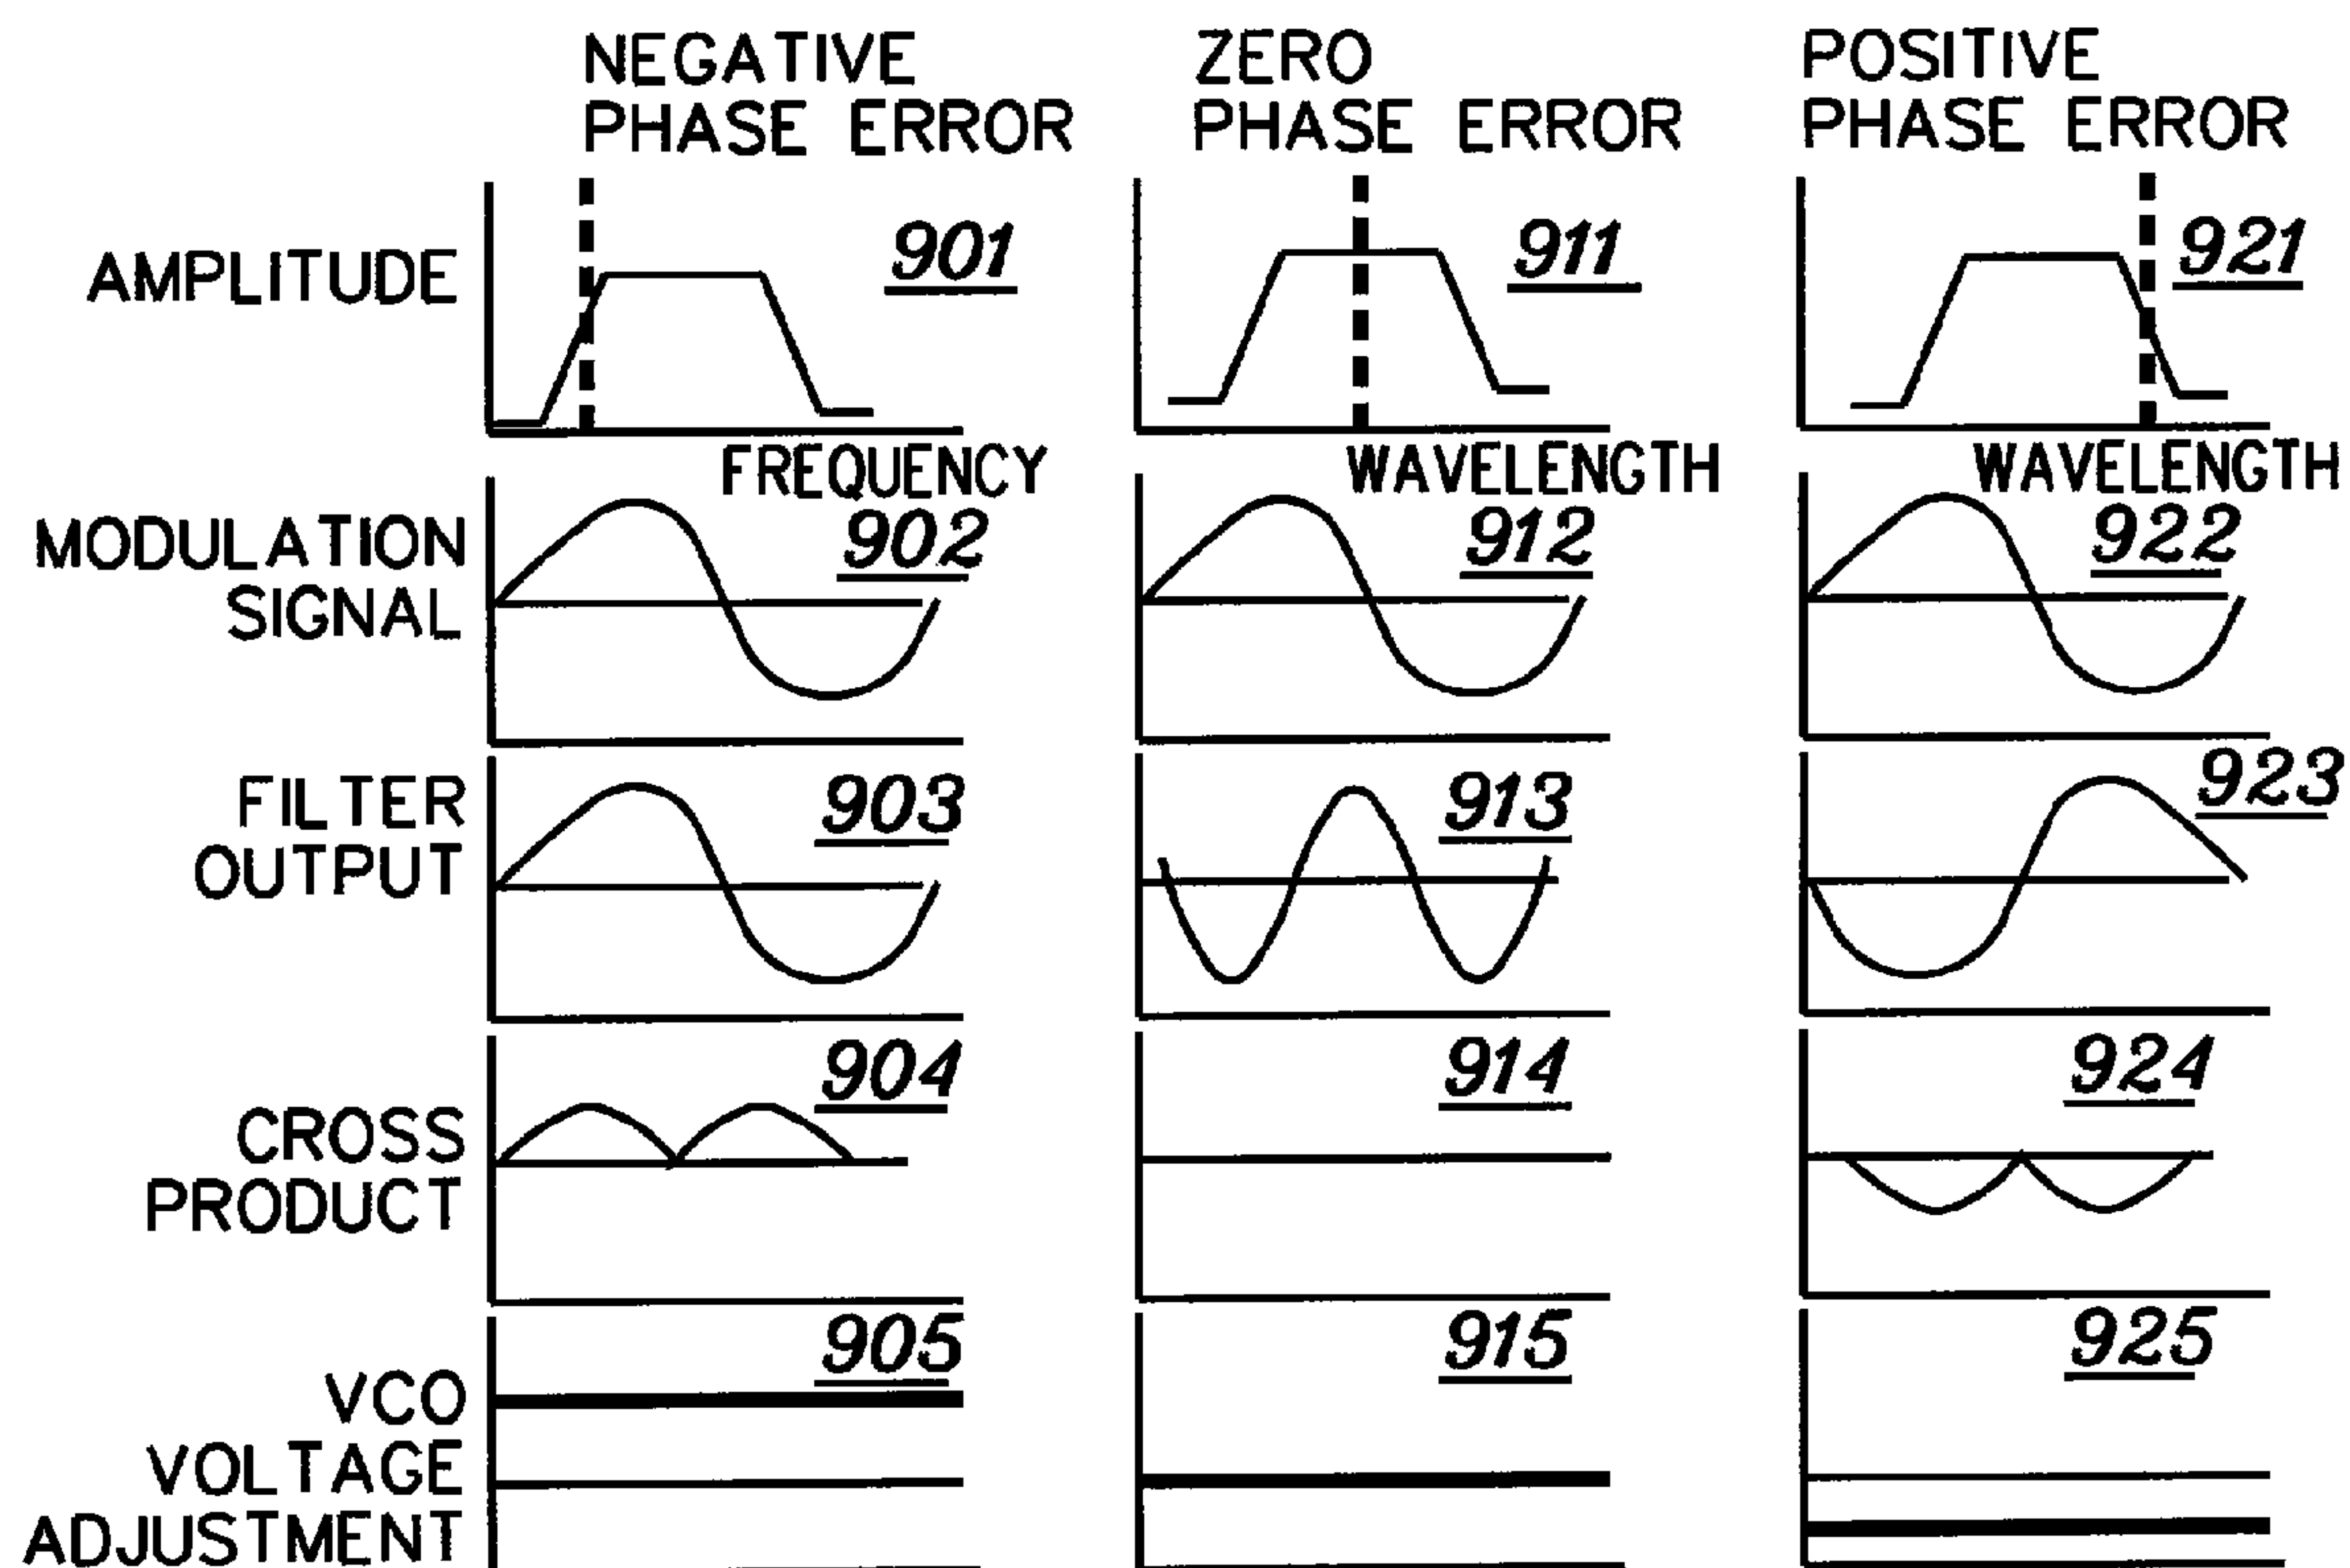 NEGATIVE
PHASE ERROR
ZERO
PHASE ERROR
POSITIVE
PHASE ERROR
AMPLITUDE
901
911
921
FREQUENCY
WAVELENGTH
WAVELENGTH
MODULATION
SIGNAL
902
912
922
FILTER
OUTPUT
903
913
923
CROSS
PRODUCT
904
914
924
VCO
VOLTAGE
ADJUSTMENT
905
915
925